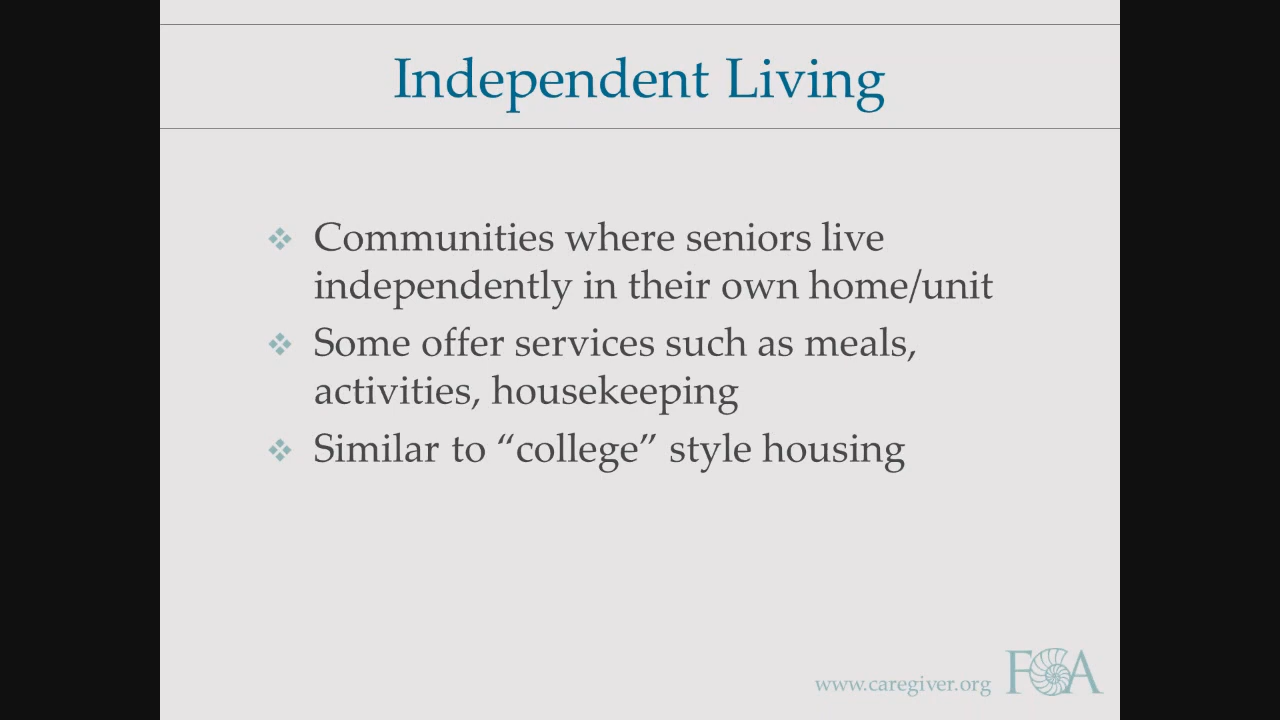 Independent Living
Communities where seniors live
independently in their own home/unit
Some offer services such as meals,
activities, housekeeping
Similar to “college” style housing
www.caregiver.org FCA